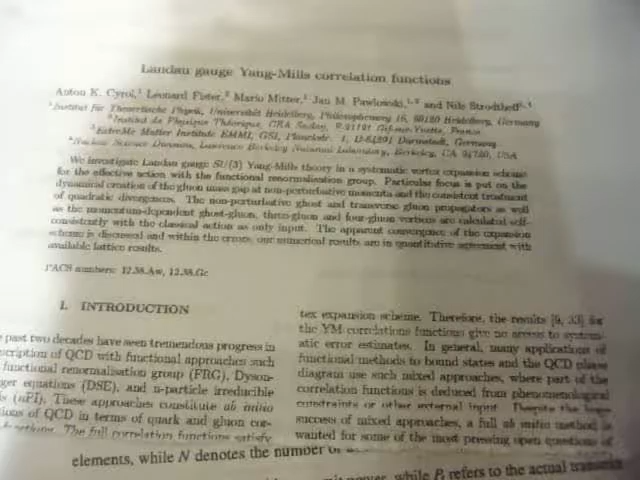 Landau gauge Yang-Mills correlation functions
Anton K. Cyrol,¹ Leonard Fister,² Mario Mitter,¹ Jan M. Pawlowski,¹,³ and Nils Strodthoff¹,⁴
¹Institut für Theoretische Physik, Universität Heidelberg, Philosophenweg 16, 69120 Heidelberg, Germany
²Institut de Physique Théorique, CEA Saclay, F-91191 Gif-sur-Yvette, France
³ExtreMe Matter Institute EMMI, GSI, Planckstr. 1, D-64291 Darmstadt, Germany
⁴Nuclear Science Division, Lawrence Berkeley National Laboratory, Berkeley, CA 94720, USA
We investigate Landau gauge SU(3) Yang-Mills theory in a systematic vertex expansion scheme
for the effective action with the functional renormalisation group. Particular focus is put on the
dynamical creation of the gluon mass gap at non-perturbative momenta and the consistent treatment
of quadratic divergences. The non-perturbative ghost and transverse gluon propagators as well
as the momentum-dependent ghost-gluon, three-gluon and four-gluon vertices are calculated self-
consistently with the classical action as only input. The apparent convergence of the expansion
scheme is discussed and within the errors, our numerical results are in quantitative agreement with
available lattice results.
PACS numbers: 12.38.Aw, 12.38.Gc
I. INTRODUCTION
past two decades have seen tremendous progress in
scription of QCD with functional approaches such
functional renormalisation group (FRG), Dyson-
ger equations (DSE), and n-particle irreducible
(nPI). These approaches constitute ab initio
ions of QCD in terms of quark and gluon cor-
The full correlation functions satisfy
tex expansion scheme. Therefore, the results [9, 33] for
the YM correlations functions give no access to system-
atic error estimates. In general, many applications of
functional methods to bound states and the QCD phase
diagram use such mixed approaches, where part of the
correlation functions is deduced from phenomenological
constraints or other external input. Despite the huge
success of mixed approaches, a full ab initio method is
wanted for some of the most pressing open questions of
elements, while N denotes the number of
power, while P refers to the actual